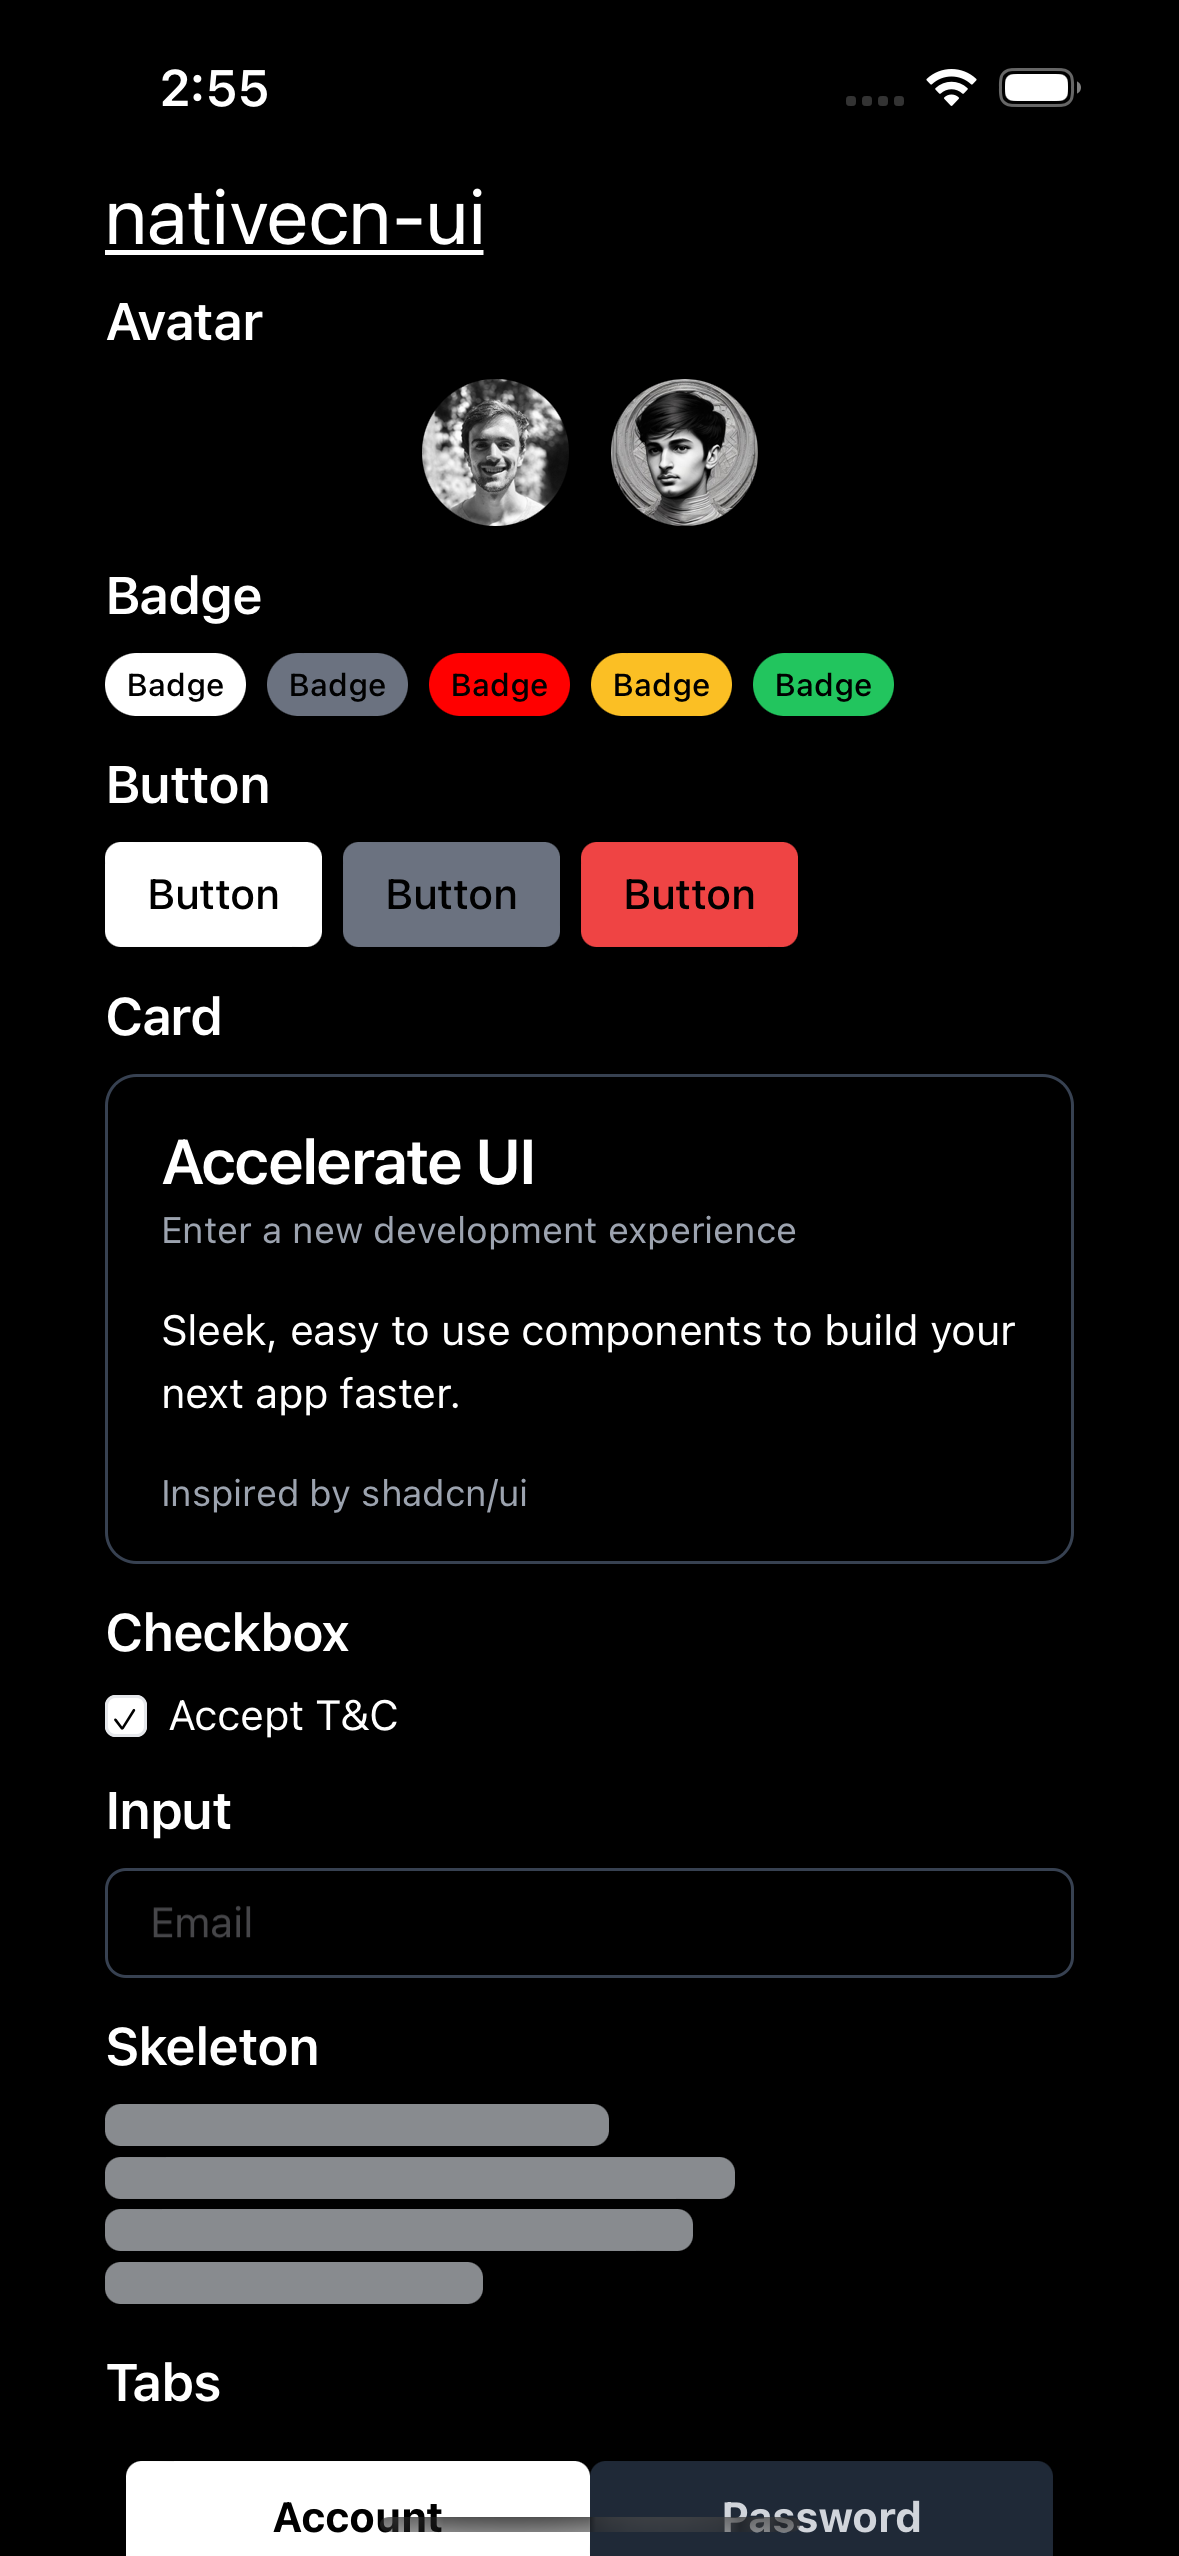 2:55
nativecn-ui
Avatar
Badge
Badge Badge Badge Badge Badge
Button
Button Button Button
Card
Accelerate UI
Enter a new development experience
Sleek, easy to use components to build your
next app faster.
Inspired by shadcn/ui
Checkbox
Accept T&C
Input
Email
Skeleton
Tabs
Account Password